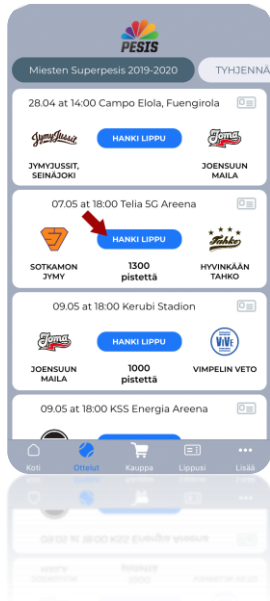 PESIS
Miesten Superpesis 2019-2020
TYHJENNÄ
28.04 at 14:00 Campo Elola, Fuengirola
JymyJussit
HANKI LIPPU
Joma
JYMYJUSSIT,
SEINÄJOKI
JOENSUUN
MAILA
07.05 at 18:00 Telia 5G Areena
HANKI LIPPU
Tahko
SOTKAMON
JYMY
1300
pistettä
HYVINKÄÄN
TAHKO
09.05 at 18:00 Kerubi Stadion
Joma
HANKI LIPPU
ViVe
JOENSUUN
MAILA
1000
pistettä
VIMPELIN VETO
09.05 at 18:00 KSS Energia Areena
Koti
Ottelut
Kauppa
Lippusi
Lisää